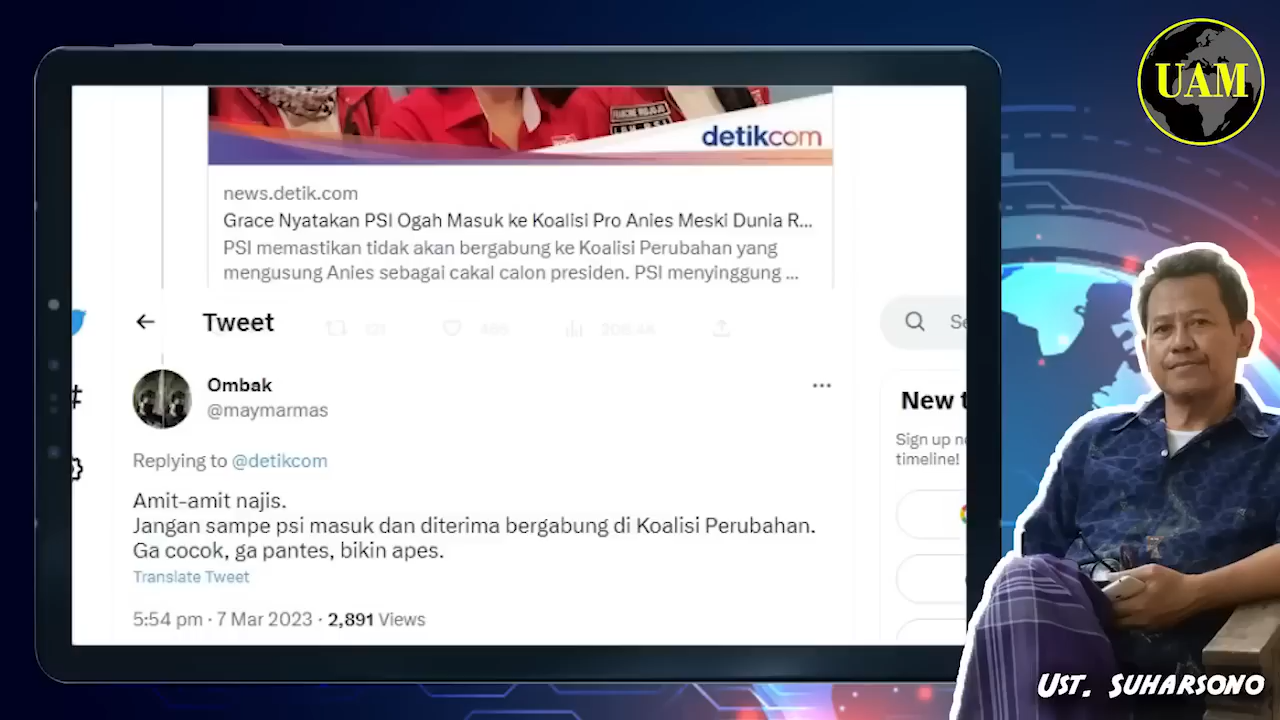 UAM
detikcom
news.detik.com
Grace Nyatakan PSI Ogah Masuk ke Koalisi Pro Anies Meski Dunia R...
PSI memastikan tidak akan bergabung ke Koalisi Perubahan yang
mengusung Anies sebagai cakal calon presiden. PSI menyinggung ...
Tweet
Se
Ombak
@maymarmas
New t
Sign up n
timeline!
Replying to @detikcom
Amit-amit najis.
Jangan sampe psi masuk dan diterima bergabung di Koalisi Perubahan.
Ga cocok, ga pantes, bikin apes.
Translate Tweet
5:54 pm · 7 Mar 2023 · 2,891 Views
Ust. Suharsono